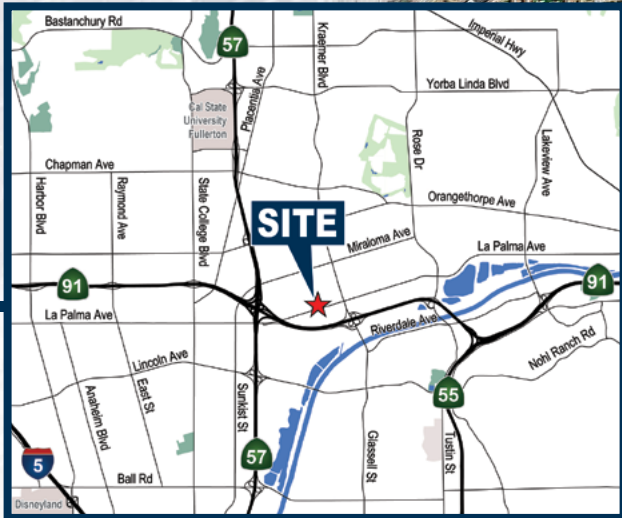 Bastanchury Rd
57
Kraemer Blvd
Imperial Hwy
Placentia Ave
Yorba Linda Blvd
Cal State
University
Fullerton
Rose Dr
Lakeview Ave
Chapman Ave
Harbor Blvd
Raymond Ave
State College Blvd
Orangethorpe Ave
SITE
Miraloma Ave
La Palma Ave
91
91
La Palma Ave
Riverdale Ave
Nohl Ranch Rd
Lincoln Ave
Anaheim Blvd
East St
Sunkist St
55
Glassell St
Tustin St
5
57
Ball Rd
Disneyland